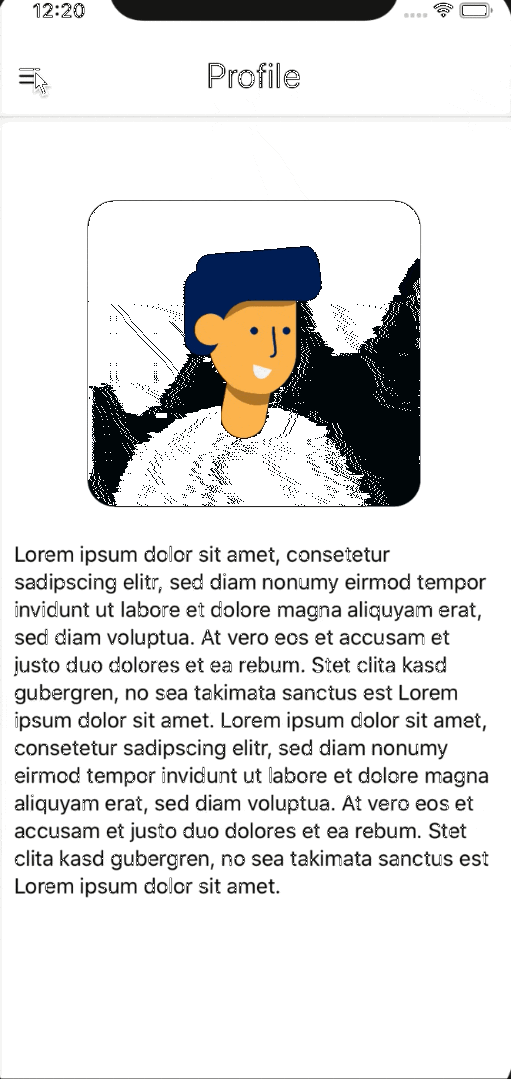 12:20
Profile
Lorem ipsum dolor sit amet, consetetur
sadipscing elitr, sed diam nonumy eirmod tempor
invidunt ut labore et dolore magna aliquyam erat,
sed diam voluptua. At vero eos et accusam et
justo duo dolores et ea rebum. Stet clita kasd
gubergren, no sea takimata sanctus est Lorem
ipsum dolor sit amet. Lorem ipsum dolor sit amet,
consetetur sadipscing elitr, sed diam nonumy
eirmod tempor invidunt ut labore et dolore magna
aliquyam erat, sed diam voluptua. At vero eos et
accusam et justo duo dolores et ea rebum. Stet
clita kasd gubergren, no sea takimata sanctus est
Lorem ipsum dolor sit amet.